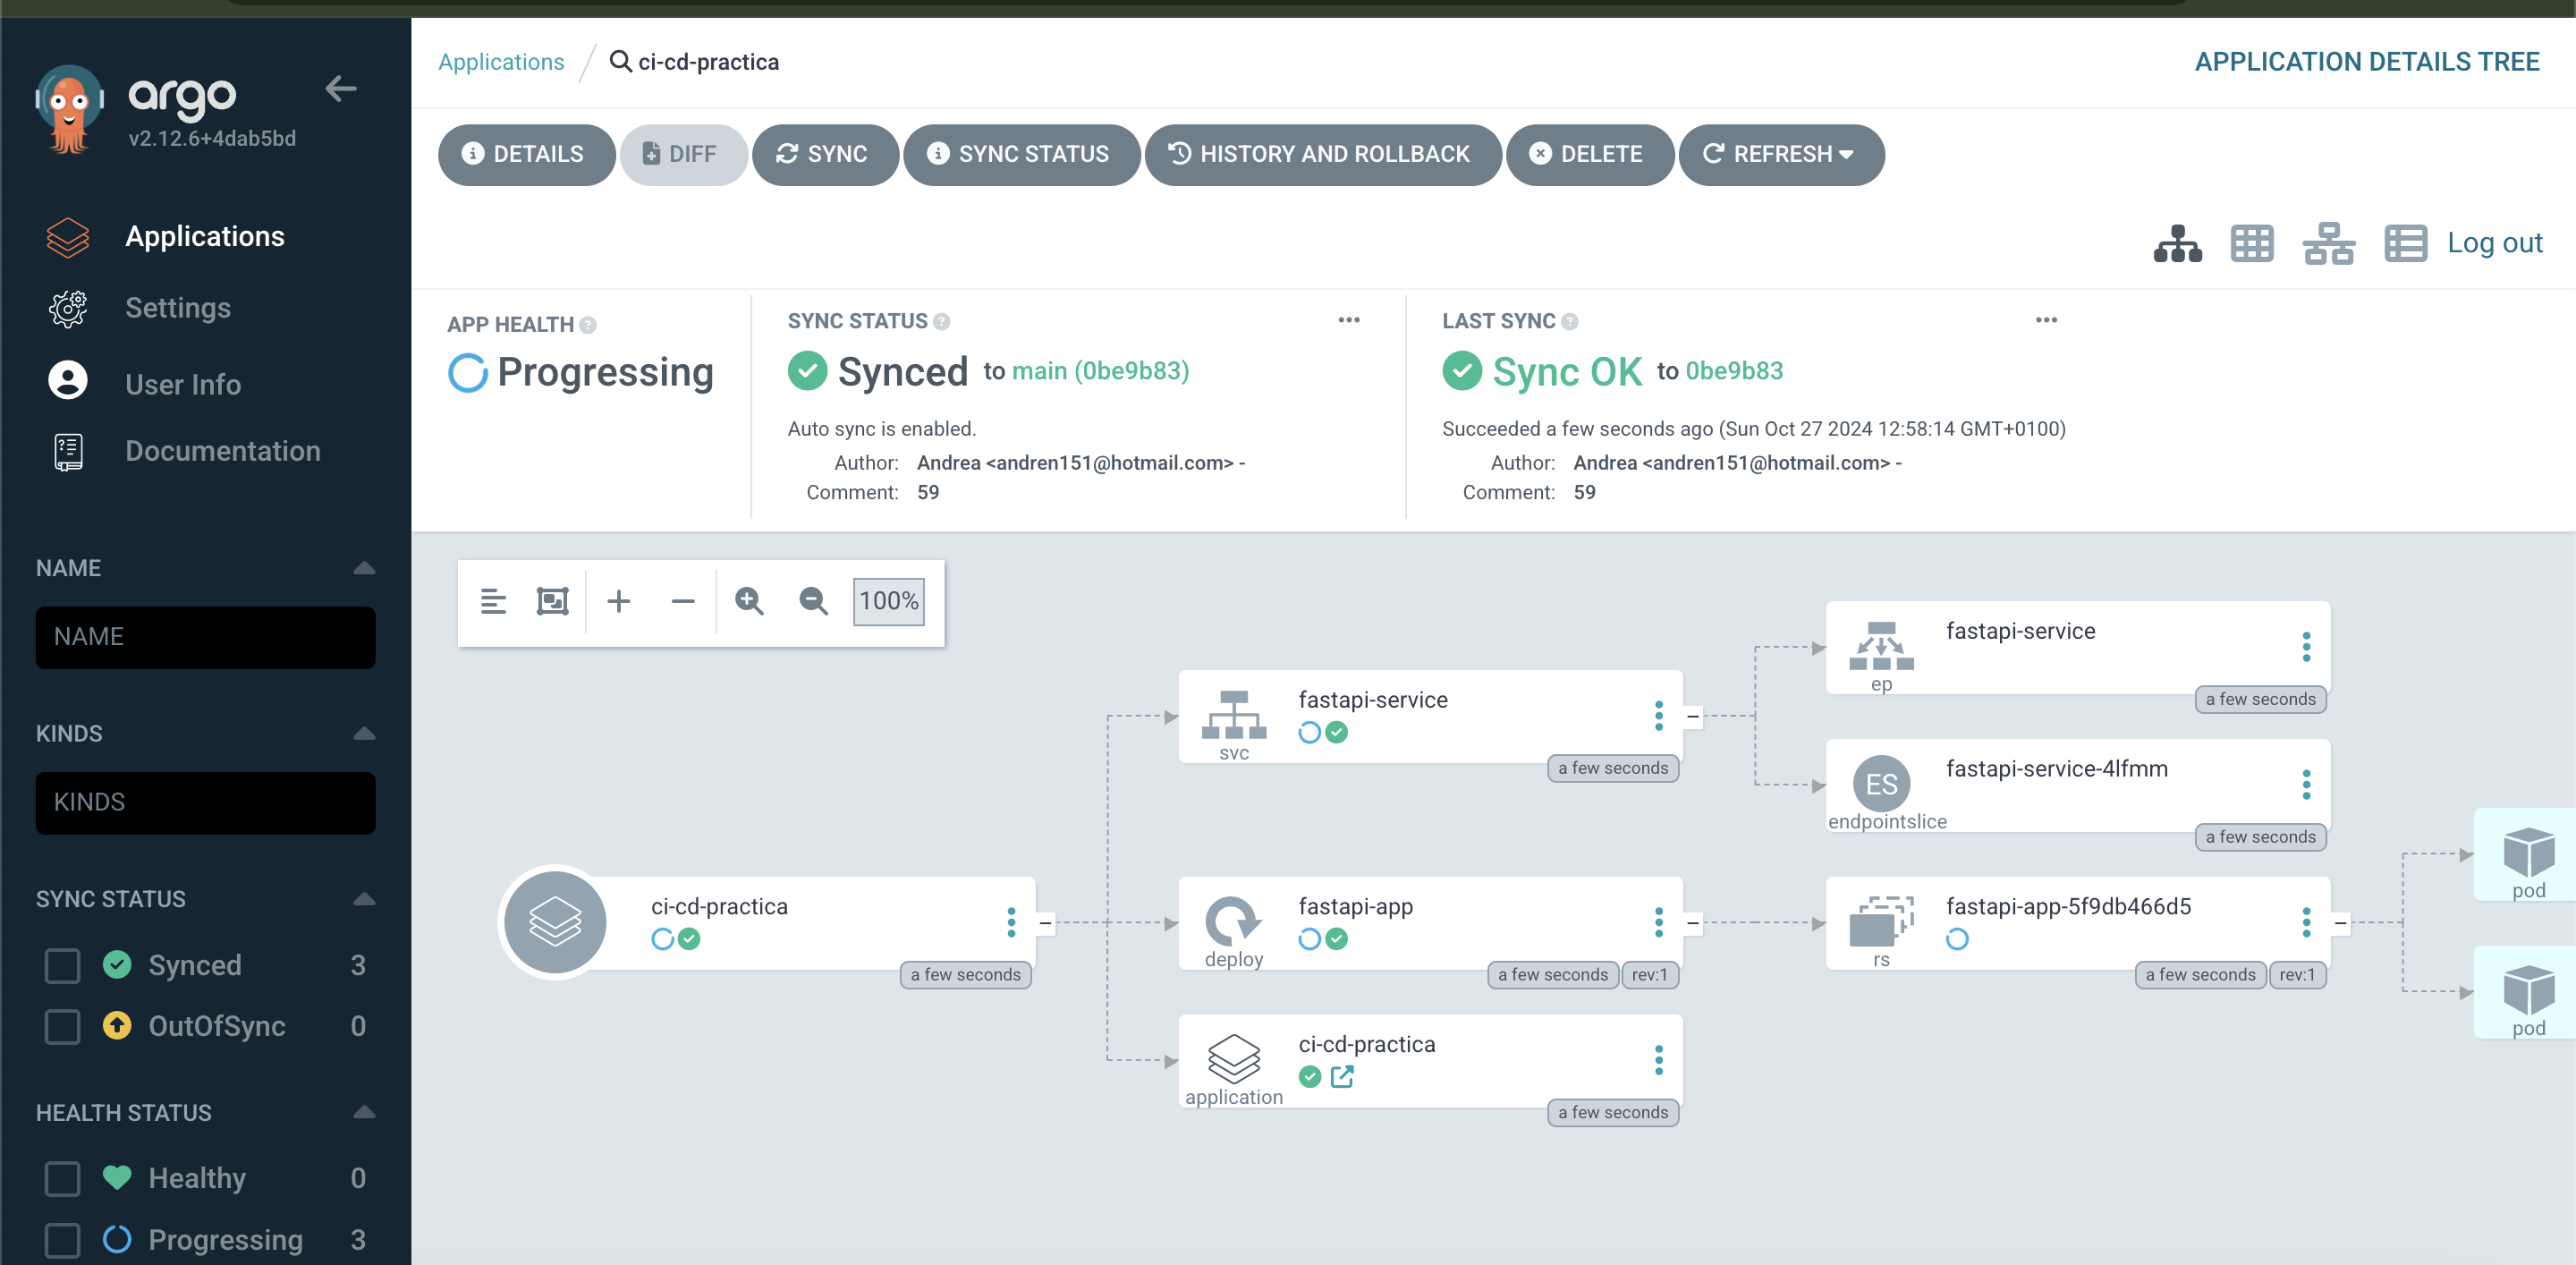 argo
v2.12.6+4dab5bd
Applications
Settings
User Info
Documentation
NAME
NAME
KINDS
KINDS
SYNC STATUS
Synced 3
OutOfSync 0
HEALTH STATUS
Healthy 0
Progressing 3
Applications / ci-cd-practica
APPLICATION DETAILS TREE
DETAILS DIFF SYNC SYNC STATUS HISTORY AND ROLLBACK DELETE REFRESH
Log out
APP HEALTH ?
Progressing
SYNC STATUS ?
Synced to main (0be9b83)
Auto sync is enabled.
Author: Andrea <andren151@hotmail.com> -
Comment: 59
LAST SYNC ?
Sync OK to 0be9b83
Succeeded a few seconds ago (Sun Oct 27 2024 12:58:14 GMT+0100)
Author: Andrea <andren151@hotmail.com> -
Comment: 59
100%
ci-cd-practica
a few seconds
fastapi-service
svc
a few seconds
fastapi-app
deploy
a few seconds rev:1
ci-cd-practica
application
a few seconds
fastapi-service
ep
a few seconds
ES
fastapi-service-4lfmm
endpointslice
a few seconds
fastapi-app-5f9db466d5
rs
a few seconds rev:1
pod
pod